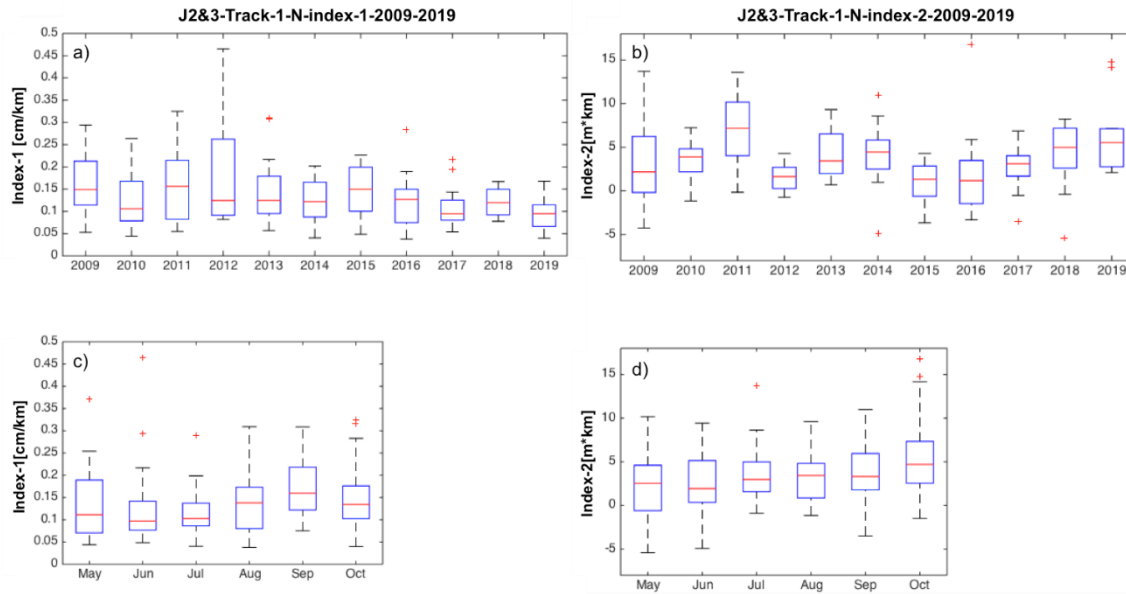 J2&3-Track-1-N-index-1-2009-2019
a)
Index-1 [cm/km]
0.5
0.45
0.4
0.35
0.3
0.25
0.2
0.15
0.1
0.05
0
2009 2010 2011 2012 2013 2014 2015 2016 2017 2018 2019
J2&3-Track-1-N-index-2-2009-2019
b)
Index-2[m*km]
15
10
5
0
-5
2009 2010 2011 2012 2013 2014 2015 2016 2017 2018 2019
c)
Index-1[cm/km]
0.5
0.45
0.4
0.35
0.3
0.25
0.2
0.15
0.1
0.05
0
May Jun Jul Aug Sep Oct
d)
Index-2[m*km]
15
10
5
0
-5
May Jun Jul Aug Sep Oct